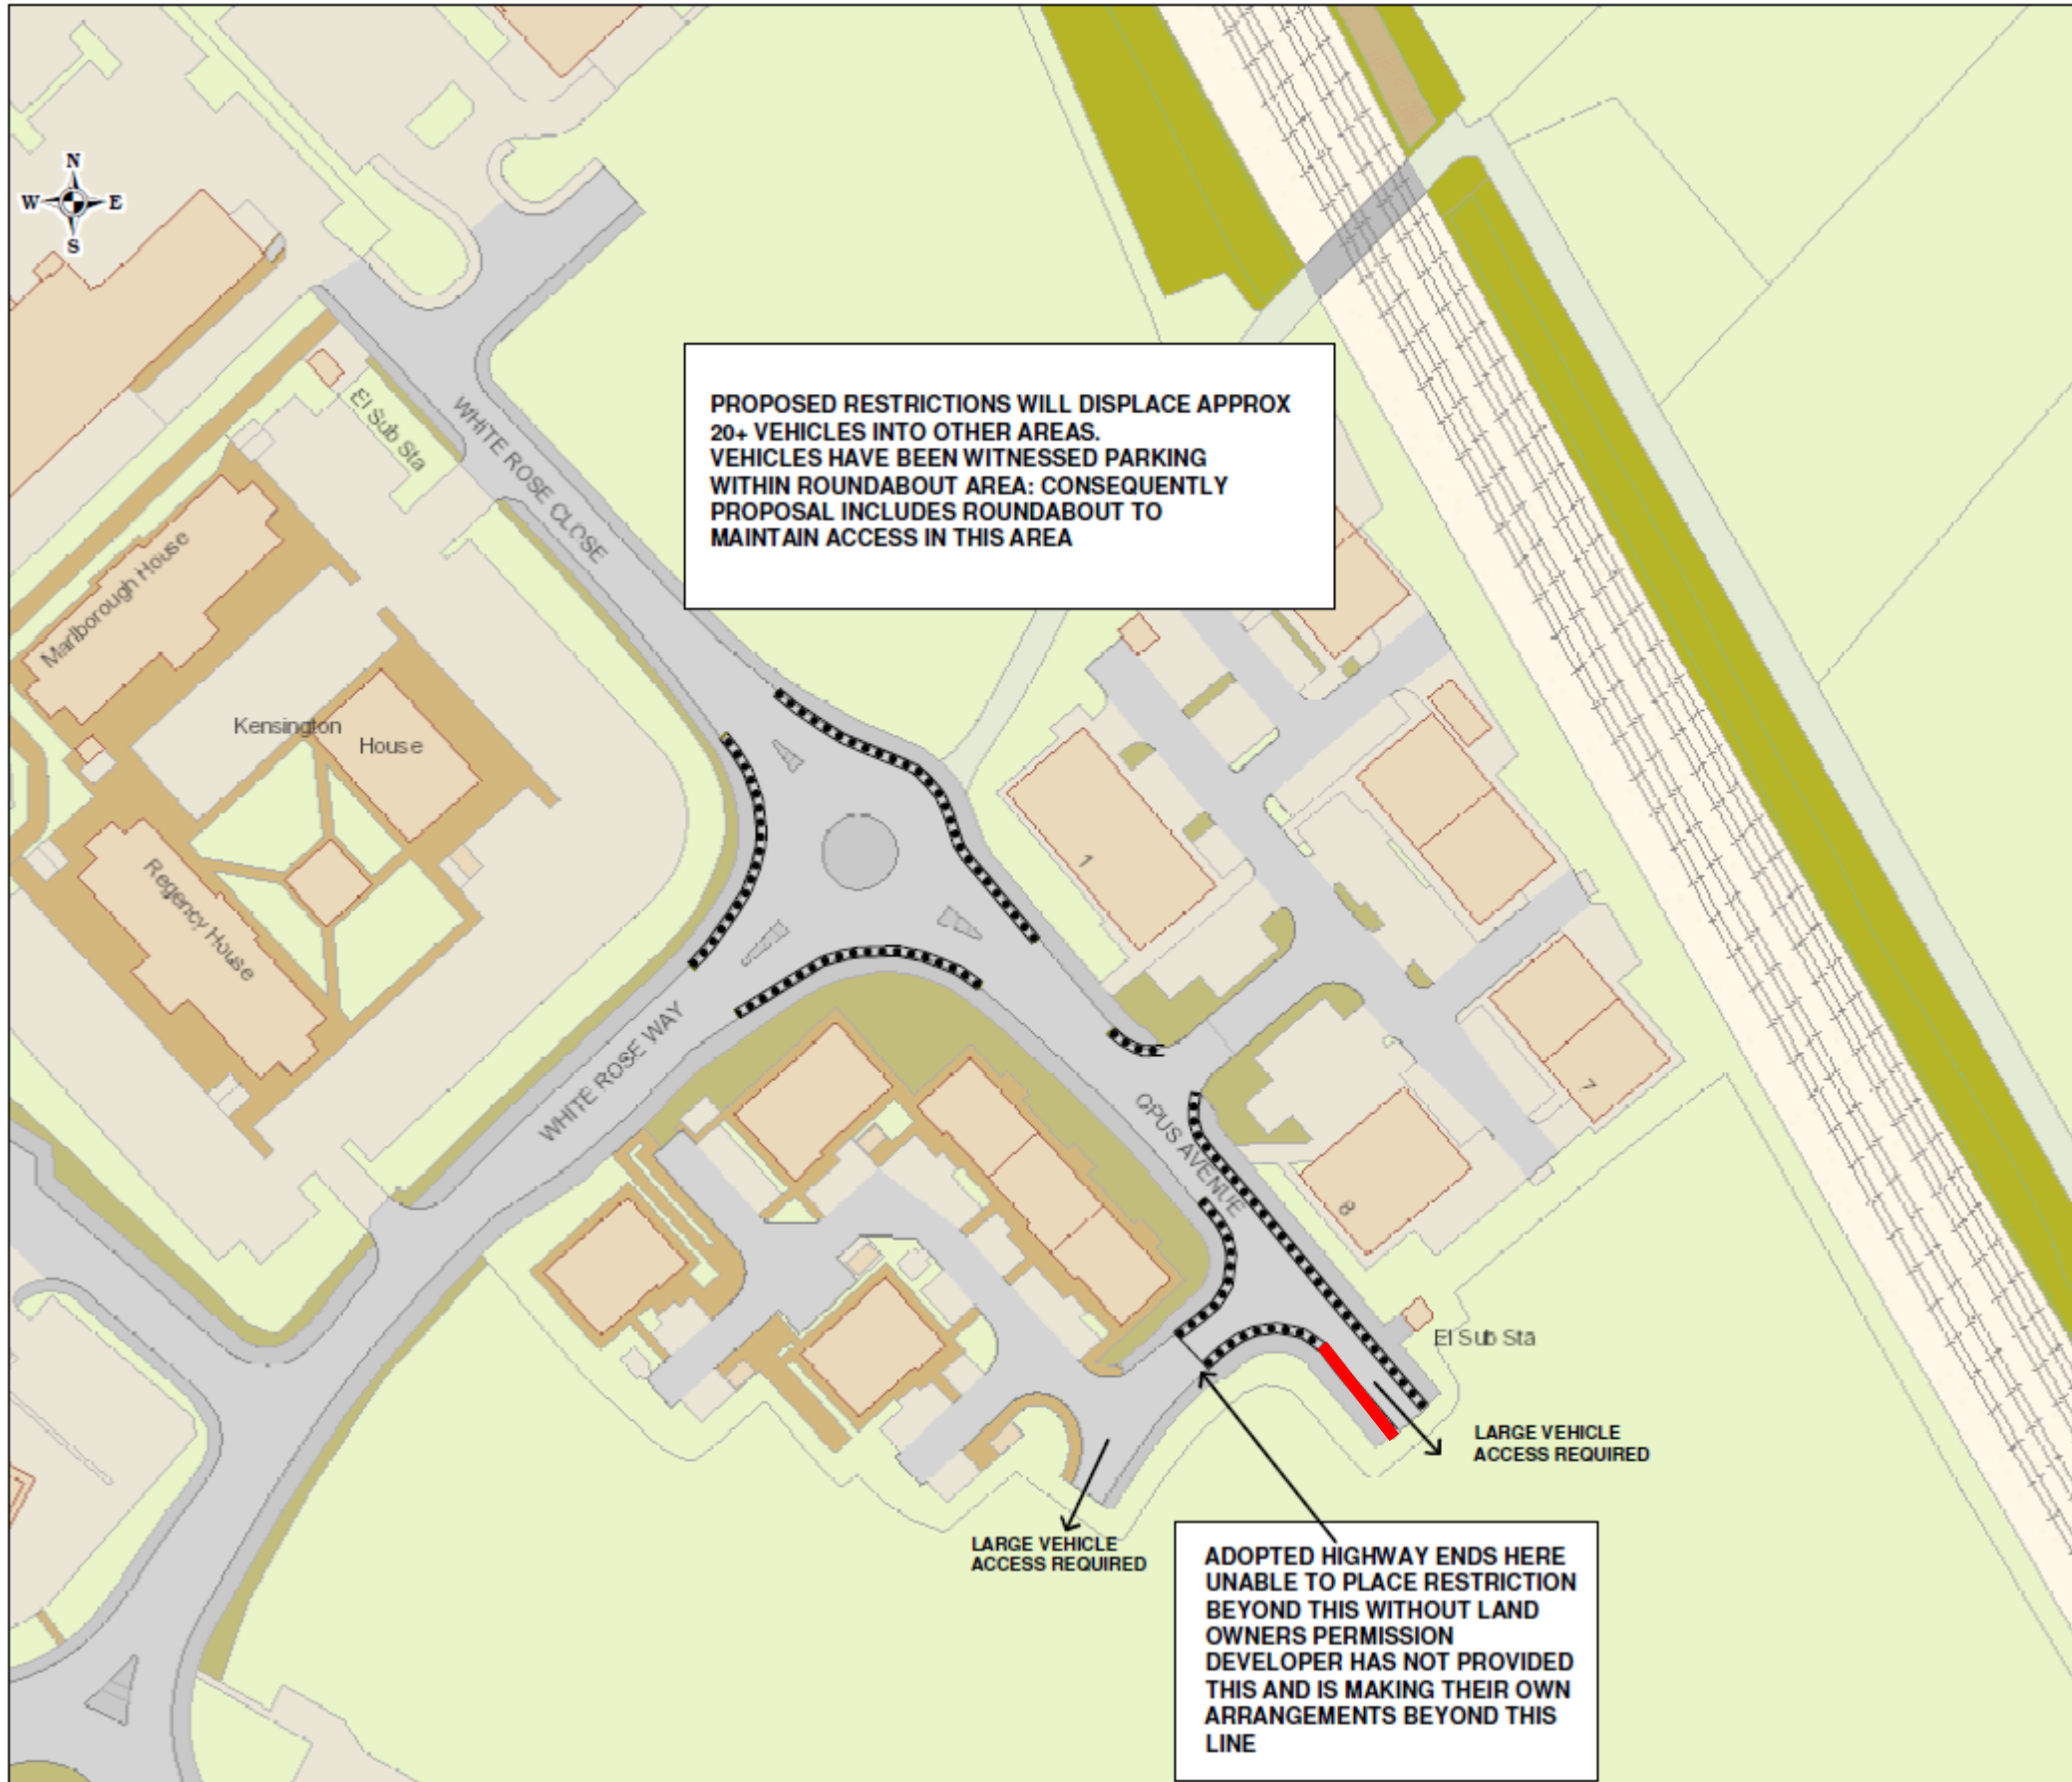 N
W E
S
El Sub Sta
WHITE ROSE CLOSE
PROPOSED RESTRICTIONS WILL DISPLACE APPROX
20+ VEHICLES INTO OTHER AREAS.
VEHICLES HAVE BEEN WITNESSED PARKING
WITHIN ROUNDABOUT AREA: CONSEQUENTLY
PROPOSAL INCLUDES ROUNDABOUT TO
MAINTAIN ACCESS IN THIS AREA
Marlborough House
Kensington
House
Regency House
1
WHITE ROSE WAY
OPUS AVENUE
7
8
El Sub Sta
LARGE VEHICLE
ACCESS REQUIRED
LARGE VEHICLE
ACCESS REQUIRED
ADOPTED HIGHWAY ENDS HERE
UNABLE TO PLACE RESTRICTION
BEYOND THIS WITHOUT LAND
OWNERS PERMISSION
DEVELOPER HAS NOT PROVIDED
THIS AND IS MAKING THEIR OWN
ARRANGEMENTS BEYOND THIS
LINE